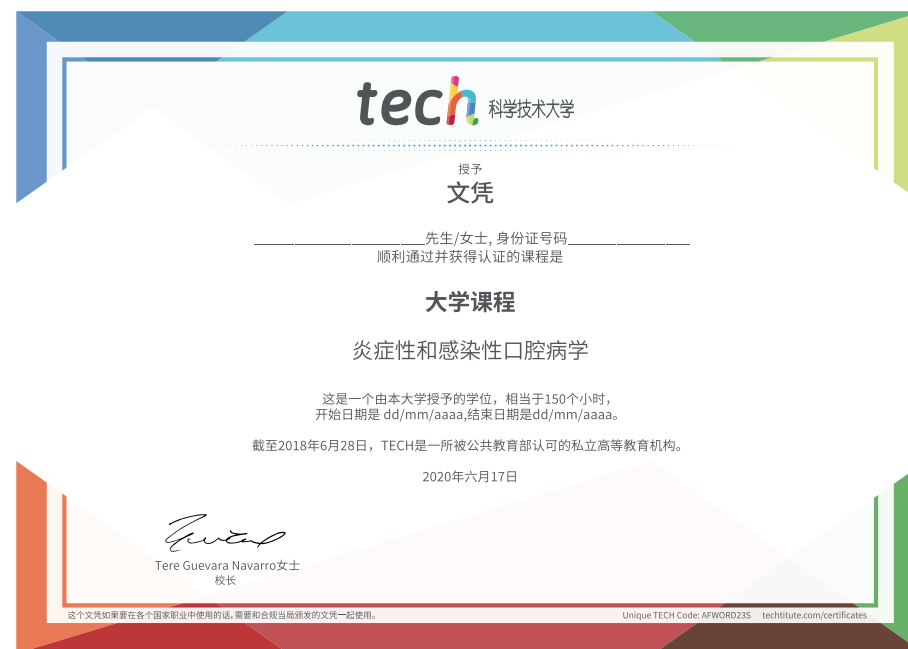 tech 科学技术大学
授予
文凭
________________________先生/女士, 身份证号码_________________
顺利通过并获得认证的课程是
大学课程
炎症性和感染性口腔病学
这是一个由本大学授予的学位，相当于150个小时，
开始日期是 dd/mm/aaaa,结束日期是dd/mm/aaaa。
截至2018年6月28日，TECH是一所被公共教育部认可的私立高等教育机构。
2020年六月17日
Tere Guevara Navarro女士
校长
这个文凭如果要在各个国家职业中使用的话,需要和合规当局颁发的文凭一起使用。
Unique TECH Code: AFWORD23S techtitute.com/certificates